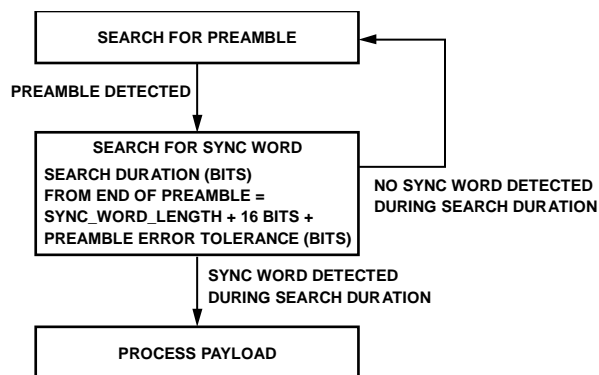 SEARCH FOR PREAMBLE
PREAMBLE DETECTED
SEARCH FOR SYNC WORD
SEARCH DURATION (BITS)
FROM END OF PREAMBLE =
SYNC_WORD_LENGTH + 16 BITS +
PREAMBLE ERROR TOLERANCE (BITS)
NO SYNC WORD DETECTED
DURING SEARCH DURATION
SYNC WORD DETECTED
DURING SEARCH DURATION
PROCESS PAYLOAD